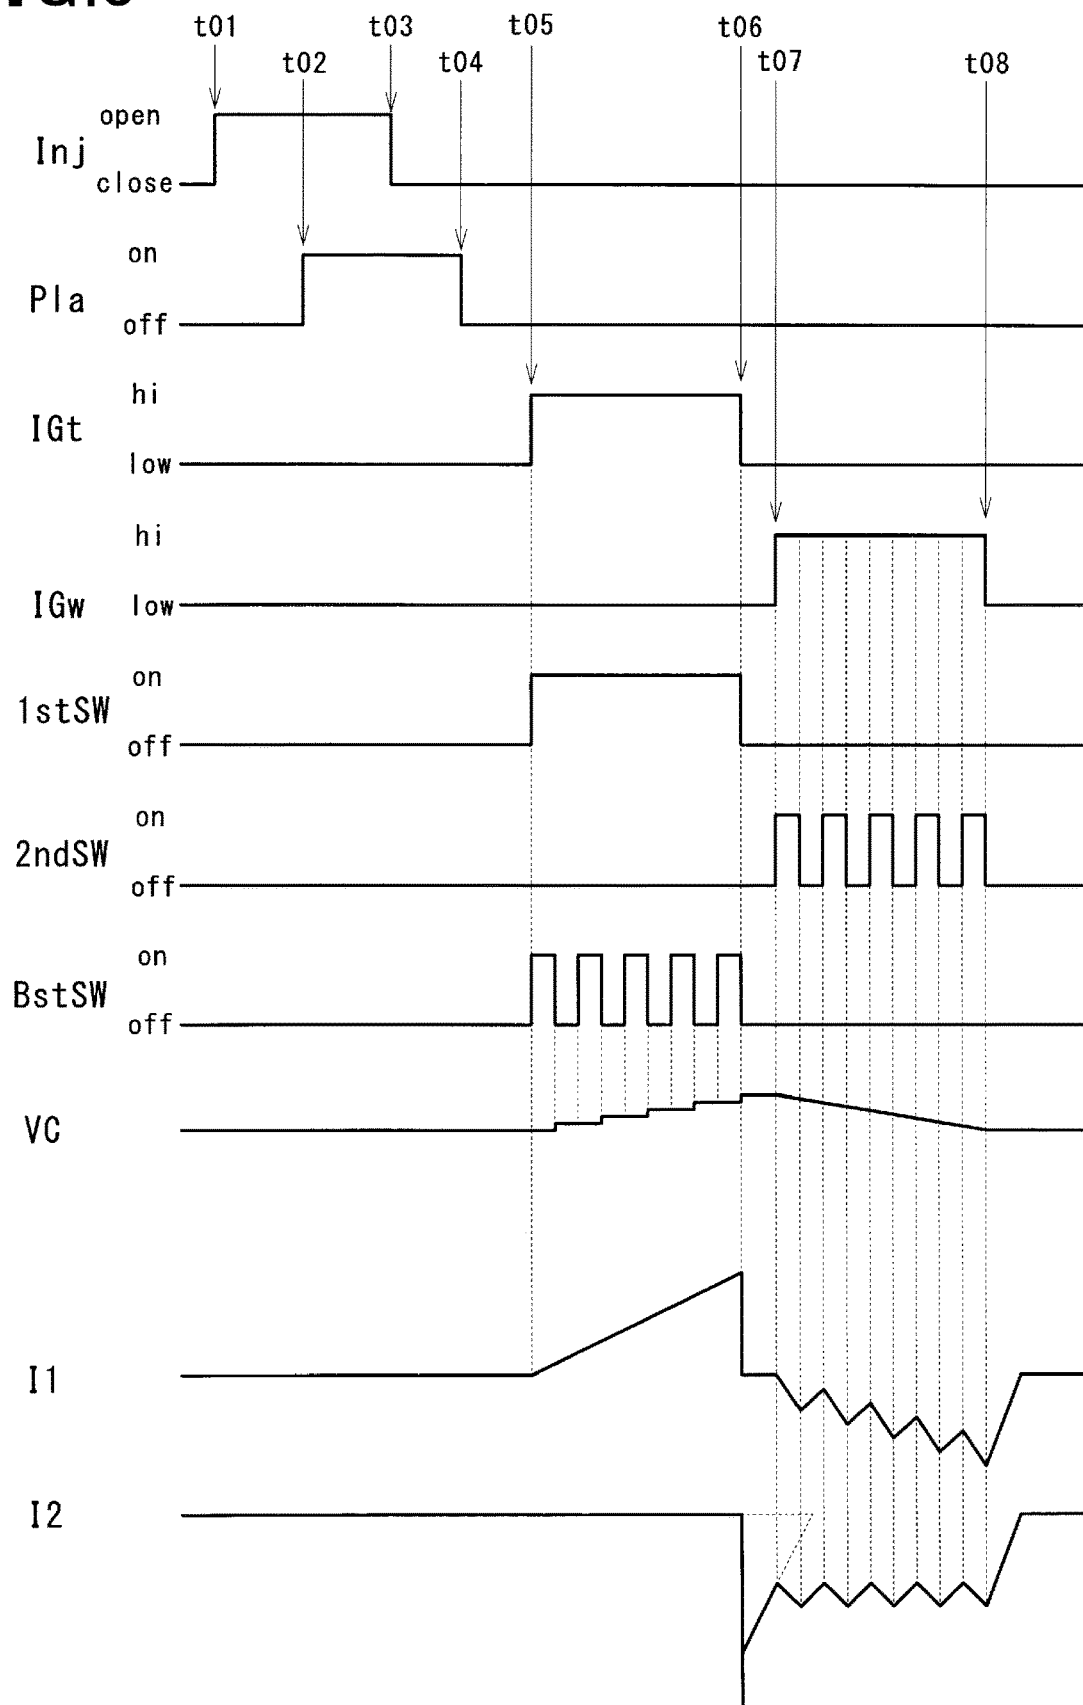 t01 t03 t05 t06
t02 t04 t07 t08
open
Inj
close
on
Pla
off
hi
IGt
low
hi
IGw low
on
1stSW
off
on
2ndSW
off
on
BstSW
off
VC
I1
I2